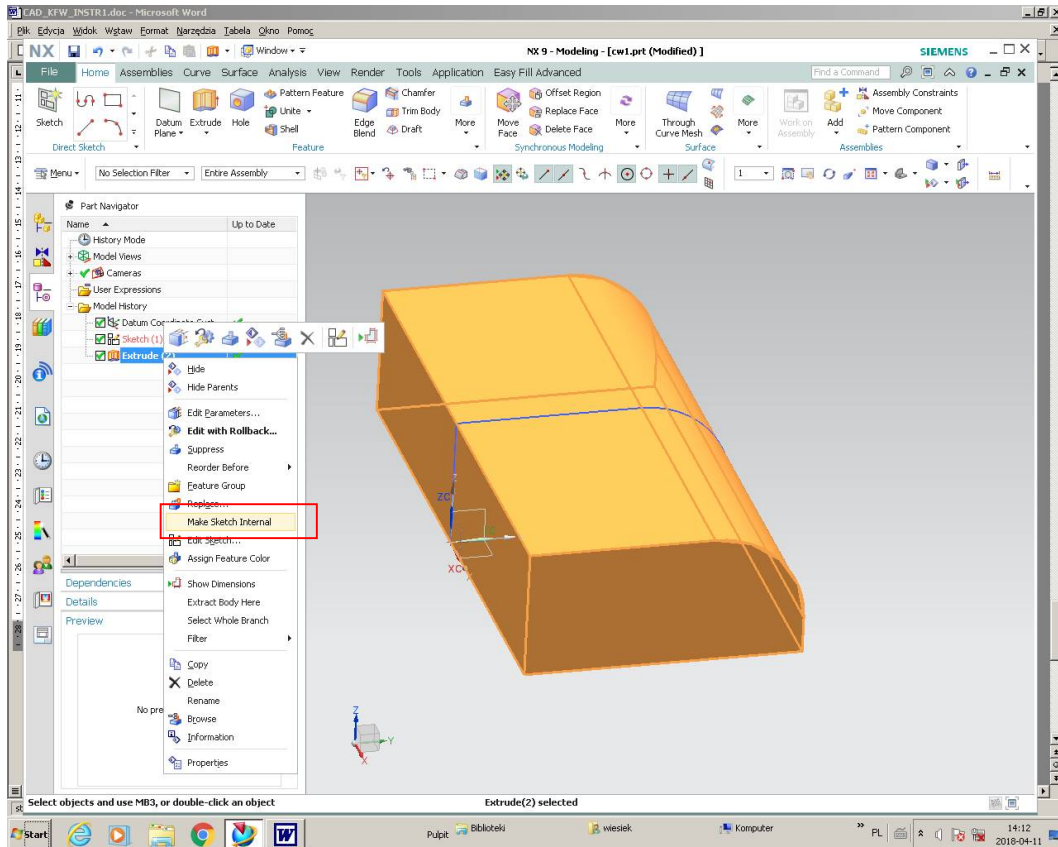 CAD_KFW_INSTR1.doc - Microsoft Word
Plik Edycja Widok Wstaw Format Narzędzia Tabela Okno Pomoc
NX Window NX 9 - Modeling - [cw1.prt (Modified) ] SIEMENS
File Home Assemblies Curve Surface Analysis View Render Tools Application Easy Fill Advanced Find a Command
Pattern Feature Chamfer Offset Region Assembly Constraints
Unite Trim Body Replace Face Move Component
Sketch Datum Plane Extrude Hole Shell Edge Blend Draft More Move Face Delete Face More Through Curve Mesh More Work on Assembly Add Pattern Component
Direct Sketch Feature Synchronous Modeling Surface Assemblies
Menu No Selection Filter Entire Assembly 1
Part Navigator
Name Up to Date
History Mode
Model Views
Cameras
User Expressions
Model History
Datum Coordinate Syst
Sketch (1)
Extrude (2)
Hide
Hide Parents
Edit Parameters...
Edit with Rollback...
Suppress
Reorder Before
Feature Group
Replace...
Make Sketch Internal
Edit Sketch...
Assign Feature Color
Show Dimensions
Extract Body Here
Select Whole Branch
Filter
Copy
Delete
Rename
Browse
Information
Properties
Dependencies
Details
Preview
No pre
Z
ZC
XC
Z
Y
X
Select objects and use MB3, or double-click an object Extrude(2) selected
st
Start Pulpit Biblioteki wiesiek Komputer » PL 14:12
2018-04-11